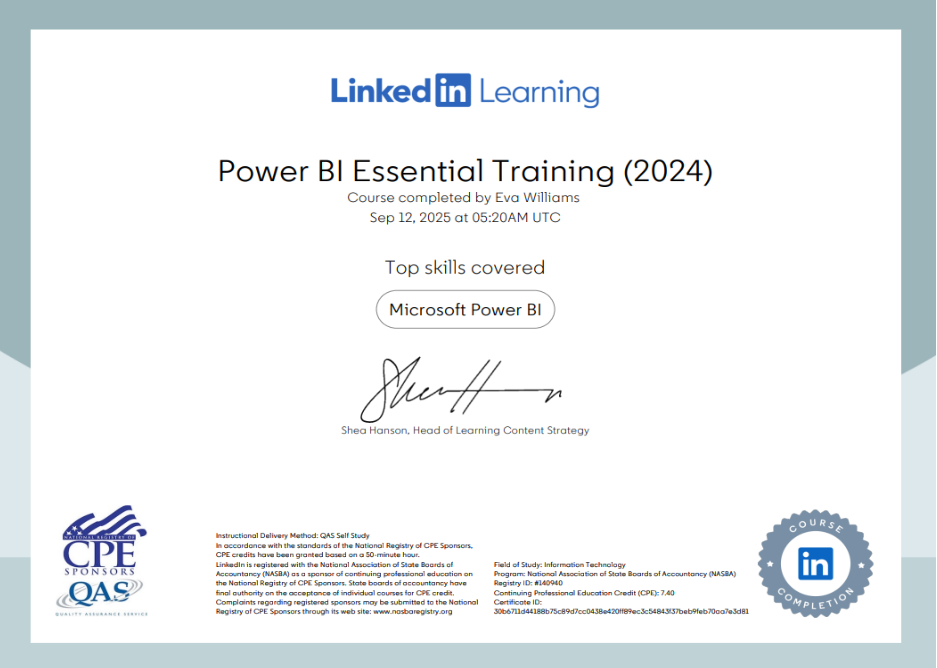 LinkedIn Learning
Power BI Essential Training (2024)
Course completed by Eva Williams
Sep 12, 2025 at 05:20AM UTC
Top skills covered
Microsoft Power BI
Shea Hanson, Head of Learning Content Strategy
NATIONAL REGISTRY OF
CPE
SPONSORS
QAS
QUALITY ASSURANCE SERVICE
Instructional Delivery Method: QAS Self Study
In accordance with the standards of the National Registry of CPE Sponsors,
CPE credits have been granted based on a 50-minute hour.
LinkedIn is registered with the National Association of State Boards of
Accountancy (NASBA) as a sponsor of continuing professional education on
the National Registry of CPE Sponsors. State boards of accountancy have
final authority on the acceptance of individual courses for CPE credit.
Complaints regarding registered sponsors may be submitted to the National
Registry of CPE Sponsors through its web site: www.nasbaregistry.org
Field of Study: Information Technology
Program: National Association of State Boards of Accountancy (NASBA)
Registry ID: #140940
Continuing Professional Education Credit (CPE): 7.40
Certificate ID:
COURSE
in
COMPLETION